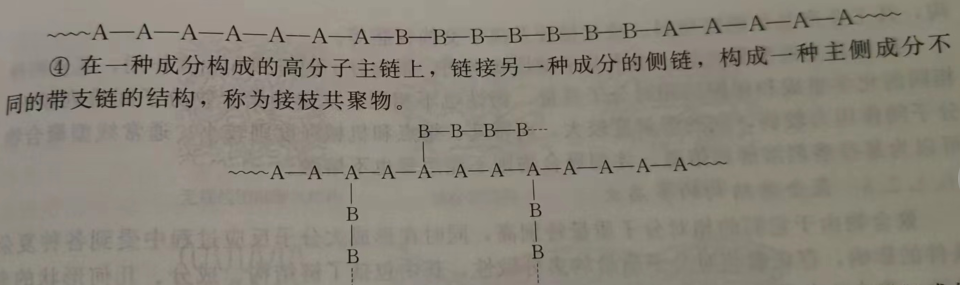 ~~~A—A—A—A—A—A—A—B—B—B—B—B—B—B—A—A—A—A—A~~~
④ 在一种成分构成的高分子主链上，链接另一种成分的侧链，构成一种主侧成分不
同的带支链的结构，称为接枝共聚物。
B—B—B—B┈
~~~A—A—A—A—A—A—A—A—A—A—A—A~~~
B B
B B